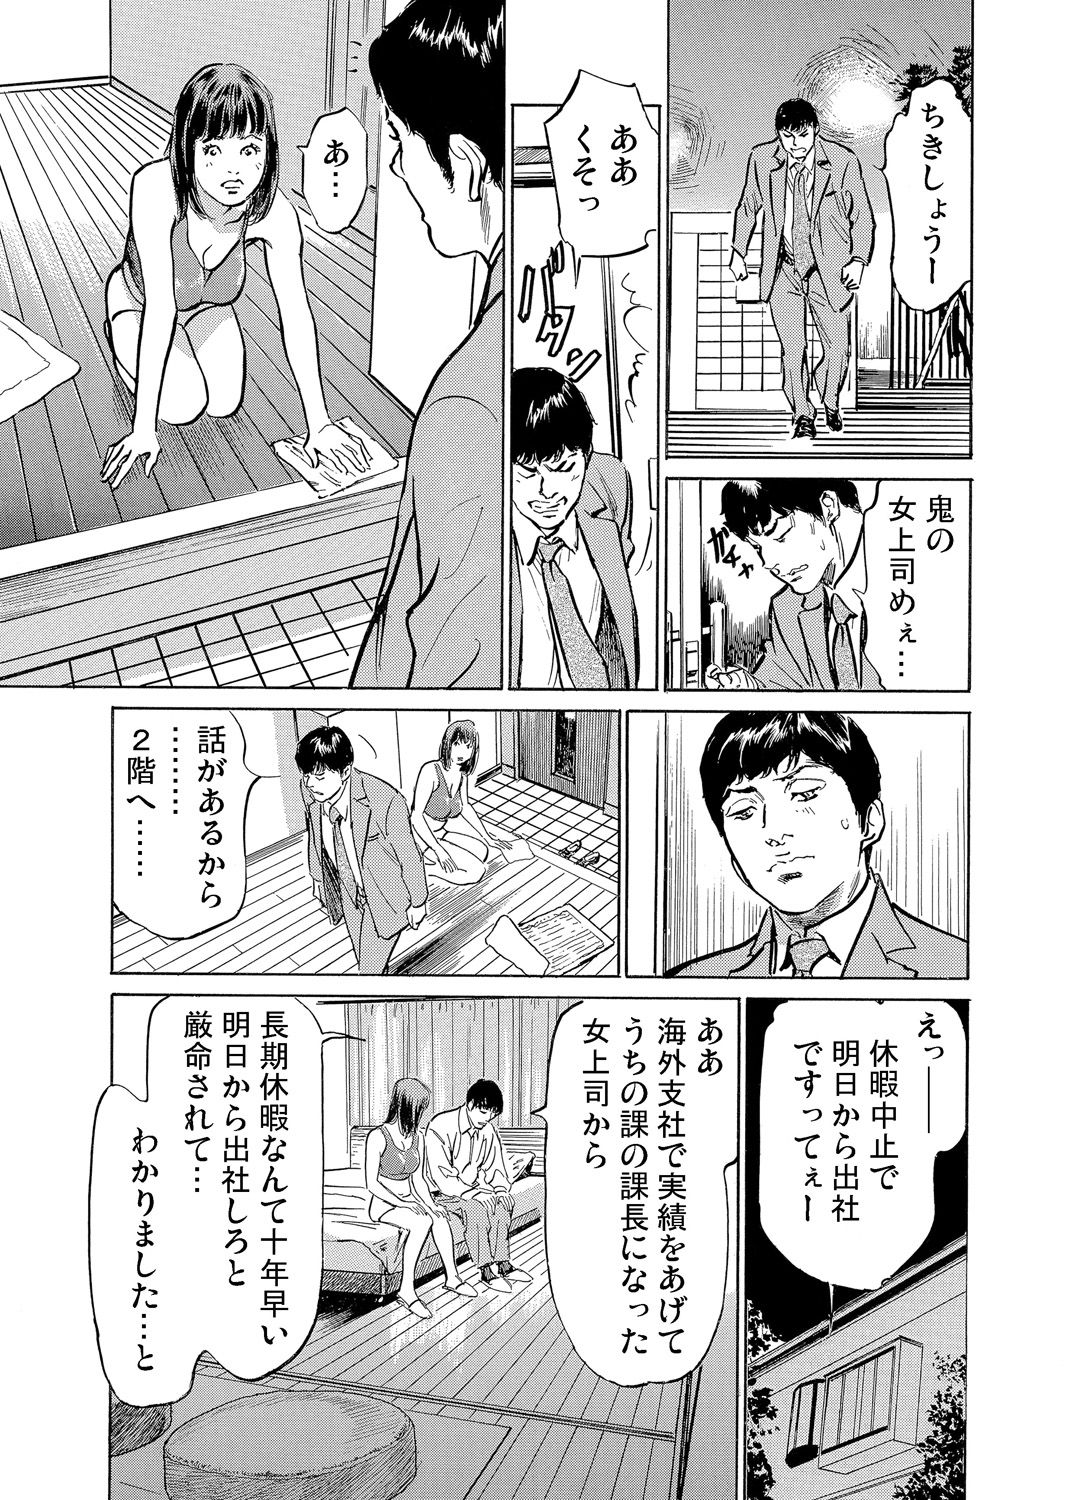 ちきしょうー
鬼の
女上司めぇ…
ガチャ
ああ
くそっ
バタン
あ…
話があるから
………
2階へ……
えっ――
休暇中止で
明日から出社
ですってぇー
ああ
海外支社で実績をあげて
うちの課の課長になった
女上司から
長期休暇なんて十年早い
明日から出社しろと
厳命されて…
わかりました…と